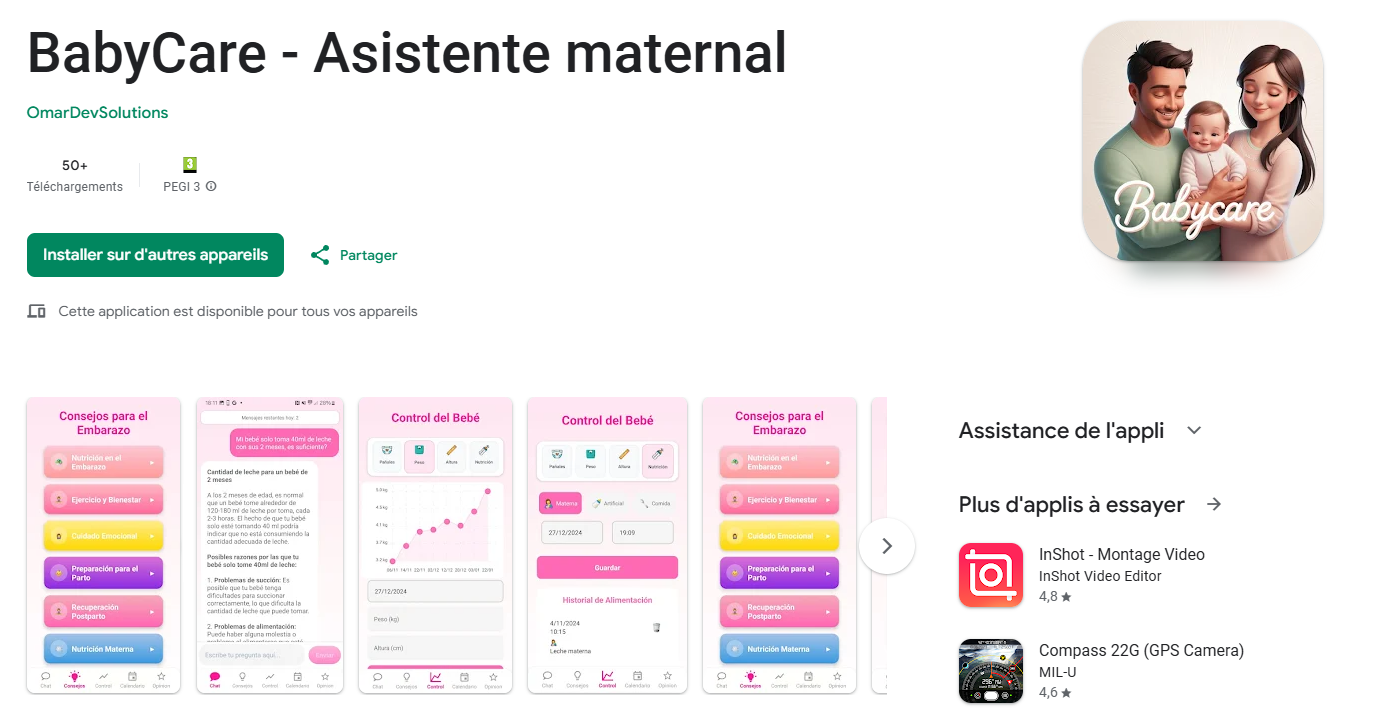 BabyCare - Asistente maternal
OmarDevSolutions
50+
Téléchargements
3
PEGI 3
Installer sur d'autres appareils
Partager
Cette application est disponible pour tous vos appareils
Babycare
Consejos para el
Embarazo
Nutrición en el
Embarazo
Ejercicio y Bienestar
Cuidado Emocional
Preparación para el
Parto
Recuperación
Postparto
Nutrición Materna
Chat
Consejos
Control
Calendario
Opinion
Mensajes restantes hoy: 2
Mi bebé solo toma 40ml de leche
con sus 2 meses, es suficiente?
Cantidad de leche para un bebé de
2 meses
A los 2 meses de edad, es normal
que un bebé tome alrededor de
120-180 ml de leche por toma, cada
2-3 horas. El hecho de que tu bebé
solo esté tomando 40 ml podría
indicar que no está consumiendo la
cantidad adecuada de leche.
Posibles razones por las que tu
bebé solo tome 40ml de leche:
1. Problemas de succión: Es
posible que tu bebé tenga
dificultades para succionar
correctamente, lo que dificulta la
cantidad de leche que puede tomar.
2. Problemas de alimentación:
Puede haber alguna molestia o
Escribe tu pregunta aquí...
Enviar
Chat
Consejos
Control
Calendario
Opinion
Control del Bebé
Pañales
Peso
Altura
Nutrición
27/12/2024
Peso (kg)
Altura (cm)
Chat
Consejos
Control
Calendario
Opinion
Control del Bebé
Pañales
Peso
Altura
Nutrición
Materna
Artificial
Comida
27/12/2024
19:09
Guardar
Historial de Alimentación
4/11/2024
10:15
Leche materna
Chat
Consejos
Control
Calendario
Opinion
Consejos para el
Embarazo
Nutrición en el
Embarazo
Ejercicio y Bienestar
Cuidado Emocional
Preparación para el
Parto
Recuperación
Postparto
Nutrición Materna
Chat
Consejos
Control
Calendario
Opinion
Assistance de l'appli
Plus d'applis à essayer
InShot - Montage Video
InShot Video Editor
4,8
Compass 22G (GPS Camera)
MIL-U
4,6